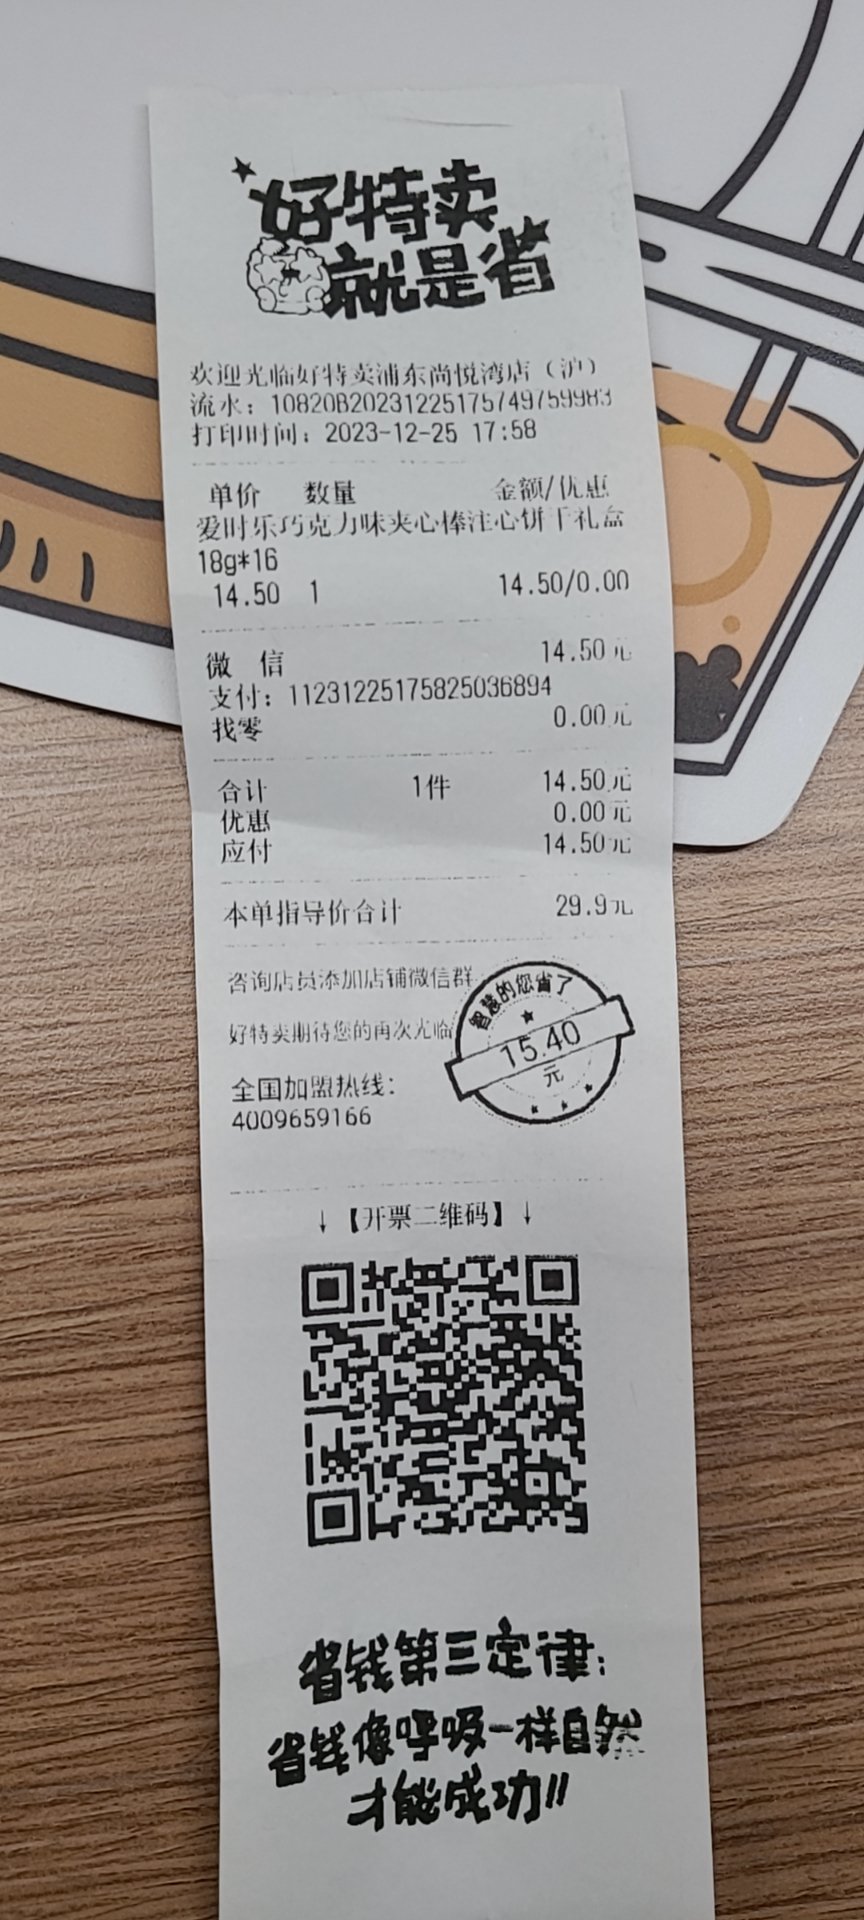 好特卖
就是省
欢迎光临好特卖浦东尚悦湾店（沪）
流水：10820B20231225175749759983
打印时间：2023-12-25 17:58
单价 数量 金额/优惠
爱时乐巧克力味夹心棒注心饼干礼盒
18g*16
14.50 1 14.50/0.00
微 信 14.50元
支付：112312251758250368​94
找零 0.00元
合计 1件 14.50元
优惠 0.00元
应付 14.50元
本单指导价合计 29.9元
咨询店员添加店铺微信群
好特卖期待您的再次光临
智慧的您省了
15.40
元
全国加盟热线：
4009659166
↓【开票二维码】↓
省钱第三定律：
省钱像呼吸一样自然
才能成功!!